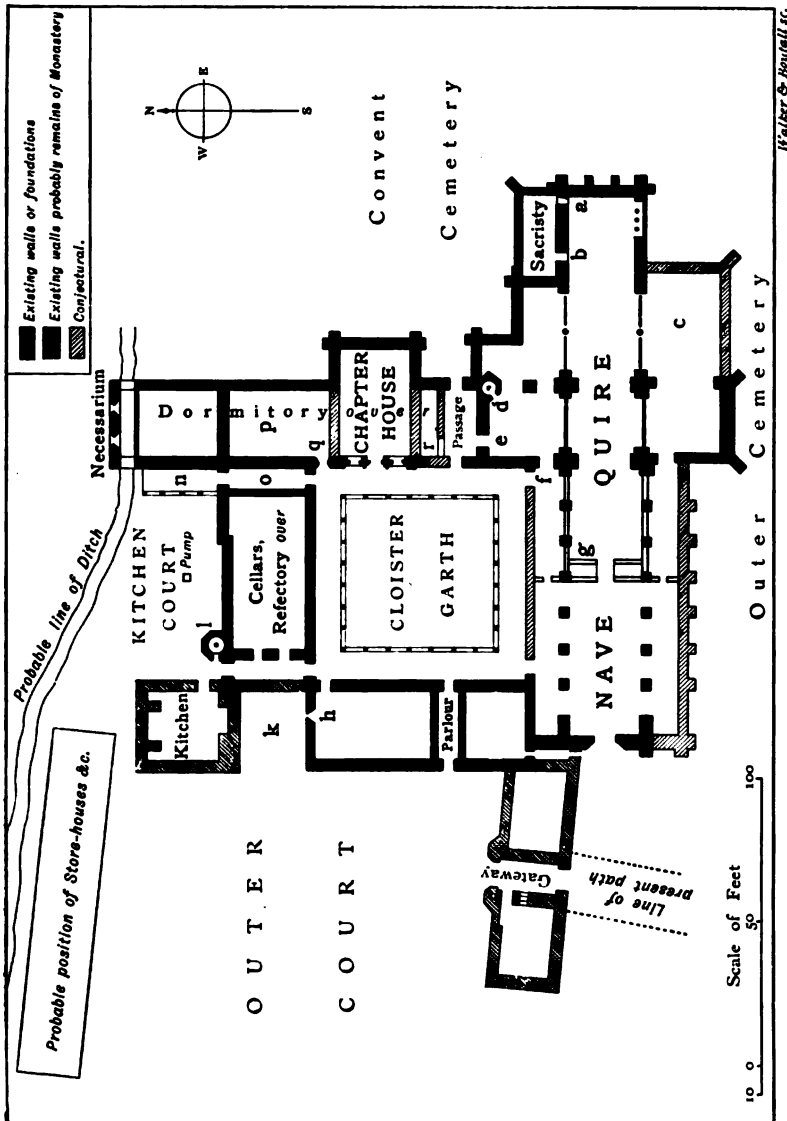 Existing walls or foundations
Existing walls probably remains of Monastery
Conjectural.
N
W
E
S
Probable position of Store-houses &c.
Probable line of Ditch
Necessarium
Convent
Cemetery
KITCHEN
COURT
Pump
Dormitory over
n
o
p
q
r
l
Kitchen
Cellars,
Refectory over
CHAPTER
HOUSE
Passage
Sacristy
k
h
CLOISTER
GARTH
Parlour
OUTER
COURT
a
b
c
d
e
f
g
QUIRE
NAVE
Gateway
Line of
present path
Outer Cemetery
Scale of Feet
10 0 50 100
Walker & Boutall sc.